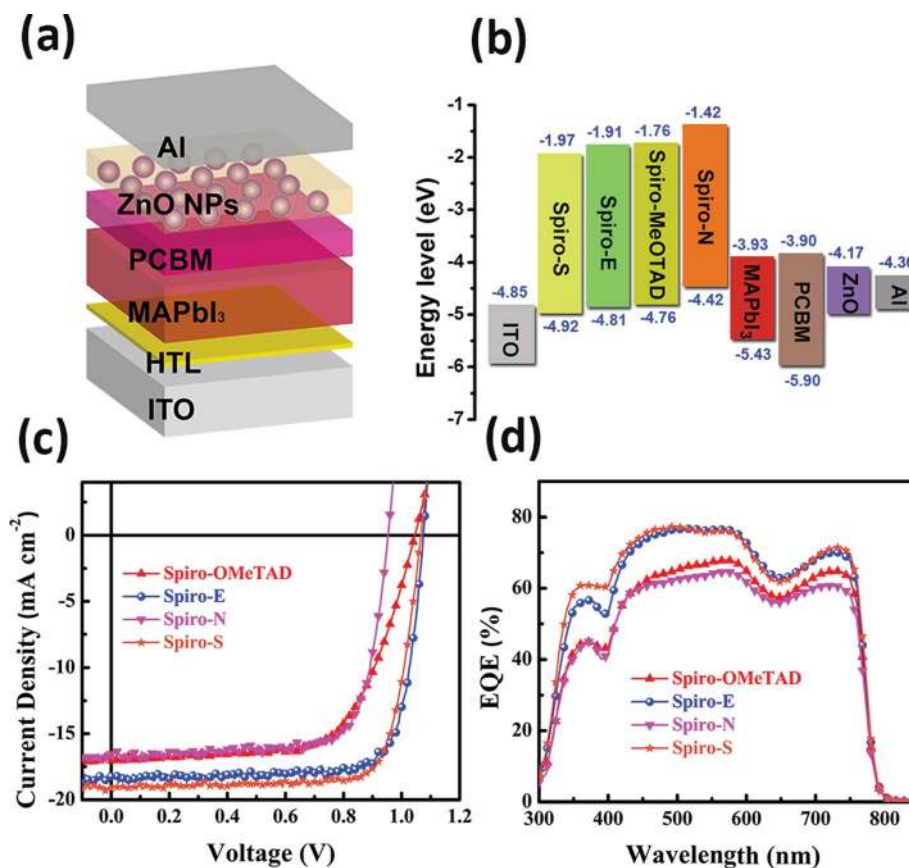 (a)
Al
ZnO NPs
PCBM
MAPbI₃
HTL
ITO
(b)
Energy level (eV)
-1
-2
-3
-4
-5
-6
-7
-4.85
ITO
-1.97
Spiro-S
-4.92
-1.91
Spiro-E
-4.81
-1.76
Spiro-MeOTAD
-4.76
-1.42
Spiro-N
-4.42
-3.93
MAPbI₃
-5.43
-3.90
PCBM
-5.90
-4.17
ZnO
-4.30
Al
(c)
Current Density (mA cm⁻²)
0
-5
-10
-15
-20
Spiro-OMeTAD
Spiro-E
Spiro-N
Spiro-S
0.0 0.2 0.4 0.6 0.8 1.0 1.2
Voltage (V)
(d)
EQE (%)
80
60
40
20
0
Spiro-OMeTAD
Spiro-E
Spiro-N
Spiro-S
300 400 500 600 700 800
Wavelength (nm)